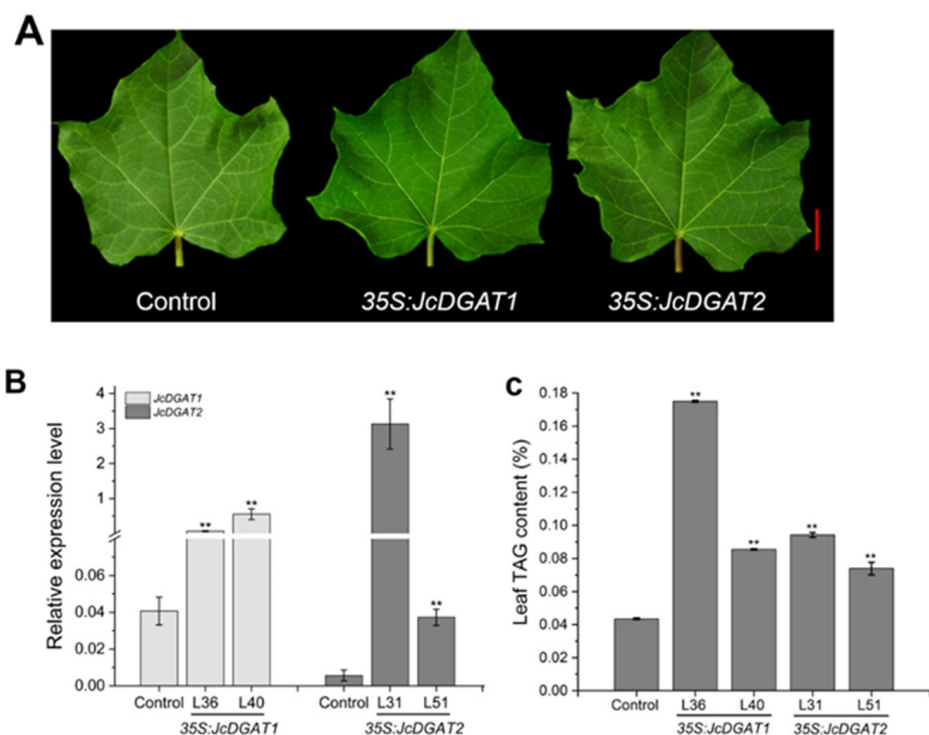 A
Control
35S:JcDGAT1
35S:JcDGAT2
B
Relative expression level
4
3
2
1
0.06
0.04
0.02
0.00
JcDGAT1
JcDGAT2
**
**
**
**
Control
L36
L40
Control
L31
L51
35S:JcDGAT1
35S:JcDGAT2
c
Leaf TAG content (%)
0.18
0.16
0.14
0.12
0.10
0.08
0.06
0.04
0.02
0.00
**
**
**
**
Control
L36
L40
L31
L51
35S:JcDGAT1
35S:JcDGAT2